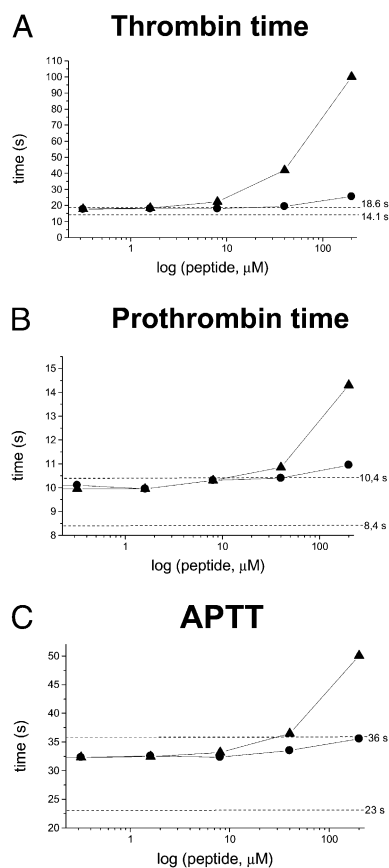 A
Thrombin time
110
100
90
80
70
60
50
40
30
20
10
0
time (s)
18.6 s
14.1 s
1
10
100
log (peptide, μM)
B
Prothrombin time
15
14
13
12
11
10
9
8
time (s)
10,4 s
8,4 s
1
10
100
log (peptide, μM)
C
APTT
50
45
40
35
30
25
20
time (s)
36 s
23 s
1
10
100
log (peptide, μM)